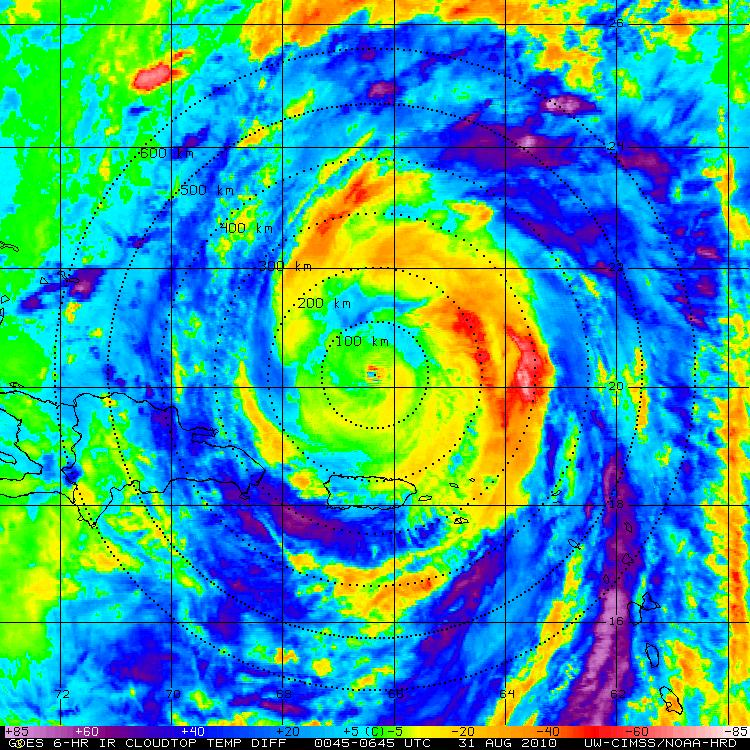 26
24
600 km
500 km
400 km
22
300 km
200 km
100 km
20
18
16
72 70 68 66 64 62
+85 +60 +40 +20 +5 (C)-5 -20 -40 -60 -85
GOES 6-HR IR CLOUDTOP TEMP DIFF 0045-0645 UTC 31 AUG 2010 UW-CIMSS/NOAA-HRD